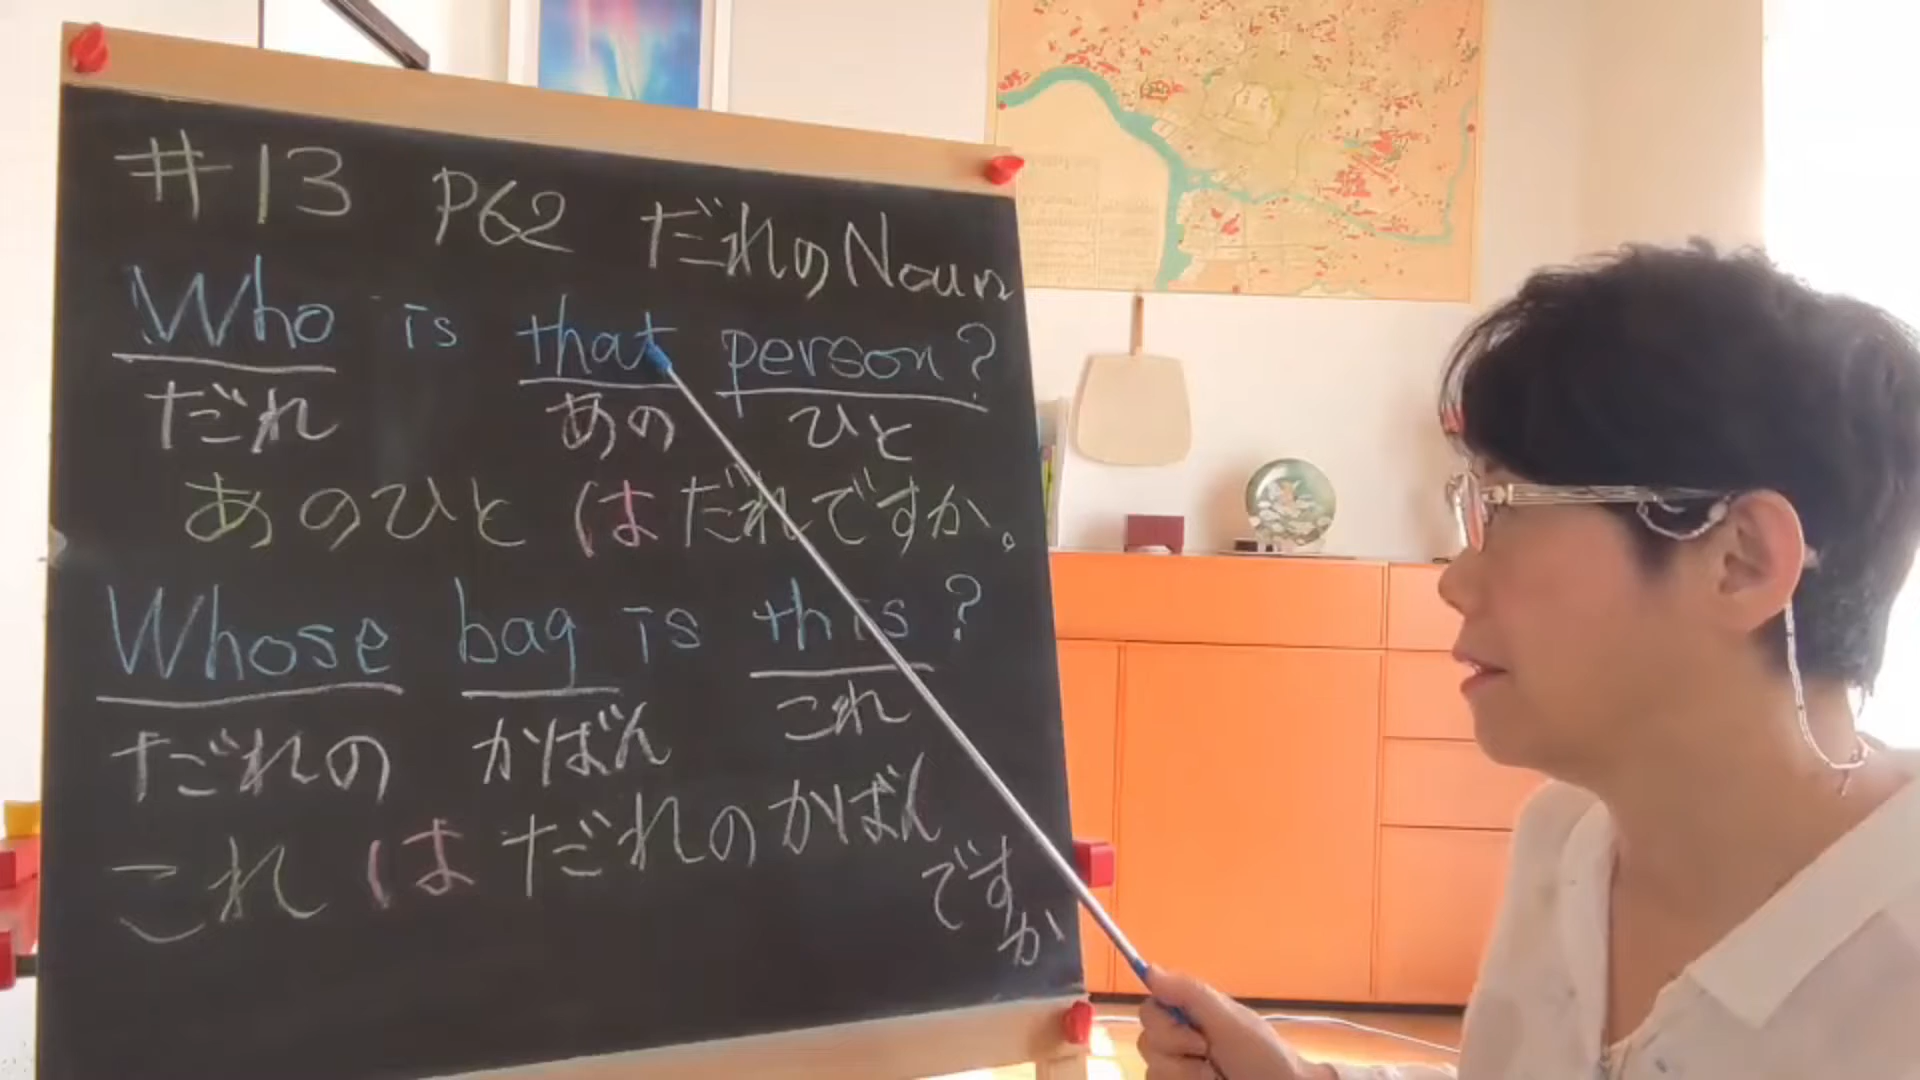 #13 P62 だれのNoun
Who is that person?
だれ あの ひと
あのひとはだれですか。
Whose bag is this?
だれの かばん これ
これはだれのかばん
ですか